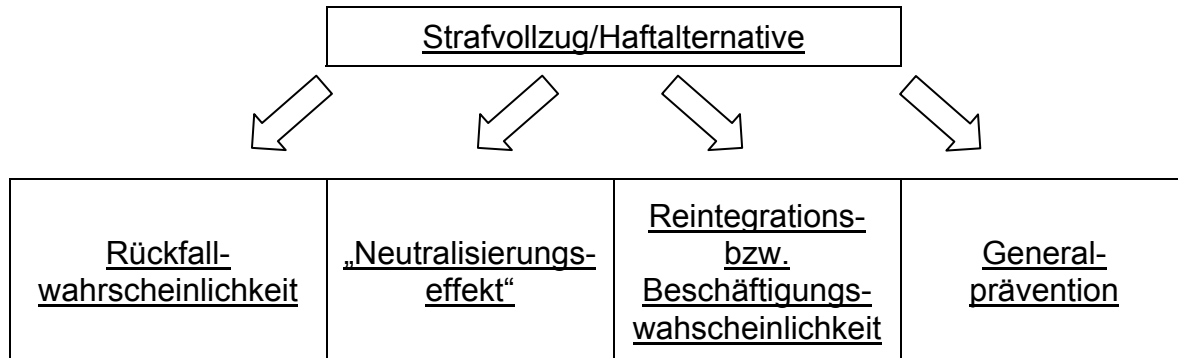 Strafvollzug/Haftalternative
Rückfall-
wahrscheinlichkeit
„Neutralisierungs-
effekt“
Reintegrations-
bzw.
Beschäftigungs-
wahscheinlichkeit
General-
prävention